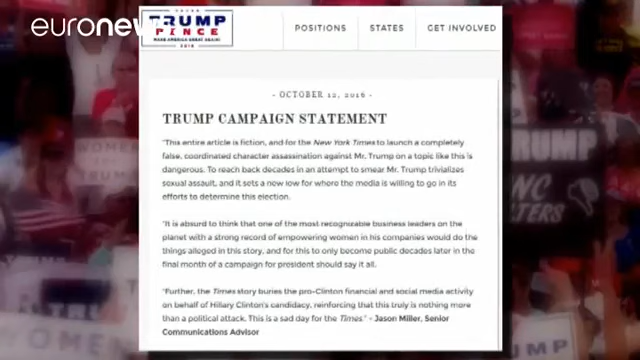 euronews.
TRUMP
PENCE
MAKE AMERICA GREAT AGAIN!
2016
POSITIONS
STATES
GET INVOLVED
- OCTOBER 12, 2016 -
TRUMP CAMPAIGN STATEMENT
"This entire article is fiction, and for the New York Times to launch a completely
false, coordinated character assassination against Mr. Trump on a topic like this is
dangerous. To reach back decades in an attempt to smear Mr. Trump trivializes
sexual assault, and it sets a new low for where the media is willing to go in its
efforts to determine this election.
"It is absurd to think that one of the most recognizable business leaders on the
planet with a strong record of empowering women in his companies would do the
things alleged in this story, and for this to only become public decades later in the
final month of a campaign for president should say it all.
"Further, the Times story buries the pro-Clinton financial and social media activity
on behalf of Hillary Clinton's candidacy, reinforcing that this truly is nothing more
than a political attack. This is a sad day for the Times." - Jason Miller, Senior
Communications Advisor
WOMEN
TRUMP
TRUMP
WOMEN
TRUMP